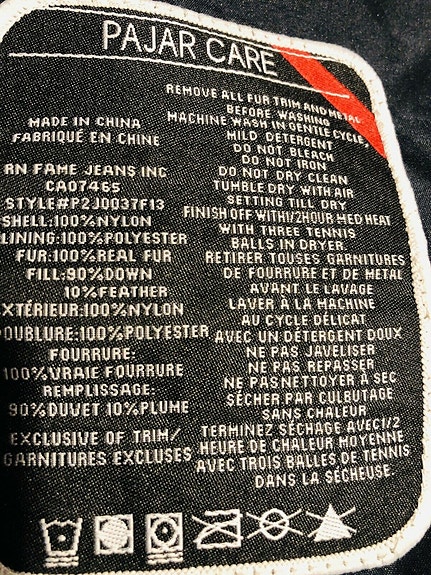 PAJAR CARE
MADE IN CHINA
FABRIQUÉ EN CHINE
RN FAME JEANS INC
CA07465
STYLE#P2JD037F13
SHELL:100%NYLON
LINING:100%POLYESTER
FUR:100%REAL FUR
FILL:90%DOWN
10%FEATHER
XTÉRIEUR:100%NYLON
OUBLURE:100%POLYESTER
FOURRURE:
100%VRAIE FOURRURE
REMPLISSAGE:
90%DUVET 10%PLUME
EXCLUSIVE OF TRIM/
GARNITURES EXCLUSES
REMOVE ALL FUR TRIM AND METAL
BEFORE WASHING
MACHINE WASH IN GENTLE CYCLE
MILD DETERGENT
DO NOT BLEACH
DO NOT IRON
DO NOT DRY CLEAN
TUMBLE DRY WITH AIR
SETTING TILL DRY
FINISH OFF WITH1/2HOUR MED HEAT
WITH THREE TENNIS
BALLS IN DRYER.
RETIRER TOUSES GARNITURES
DE FOURRURE ET DE METAL
AVANT LE LAVAGE
LAVER À LA MACHINE
AU CYCLE DÉLICAT
AVEC UN DÉTERGENT DOUX
NE PAS JAVELISER
NE PAS REPASSER
NE PAS NETTOYER À SEC
SÉCHER PAR CULBUTAGE
SANS CHALEUR
TERMINEZ SÉCHAGE AVEC1/2
HEURE DE CHALEUR MOYENNE
AVEC TROIS BALLES DE TENNIS
DANS LA SÉCHEUSE.